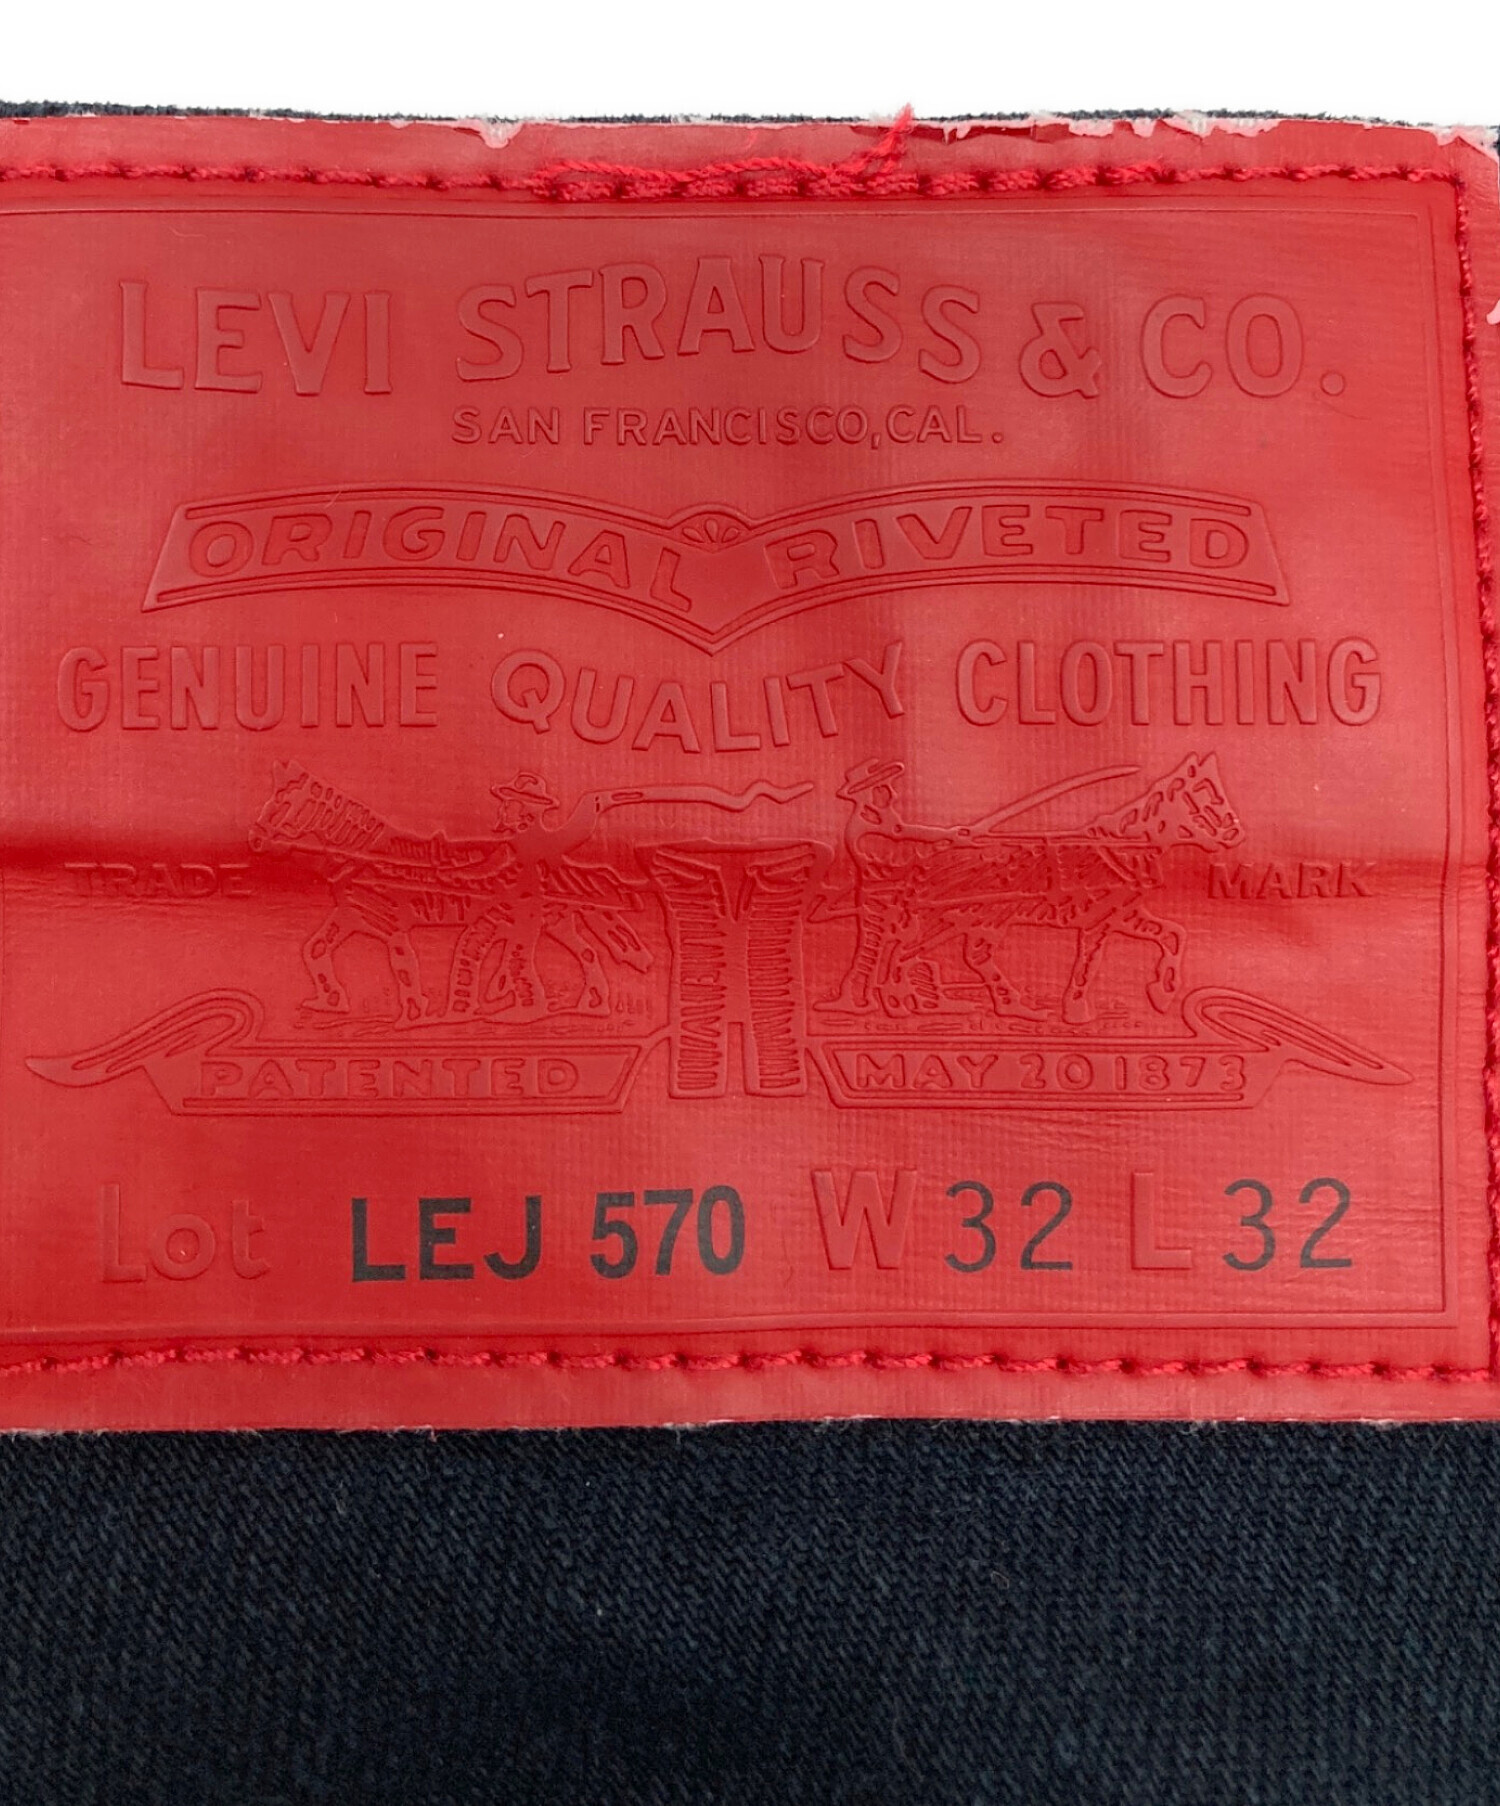 LEVI STRAUSS & CO.
SAN FRANCISCO, CAL.
ORIGINAL RIVETED
GENUINE QUALITY CLOTHING
TRADE MARK
PATENTED MAY 20 1873
Lot LEJ 570 W 32 L 32